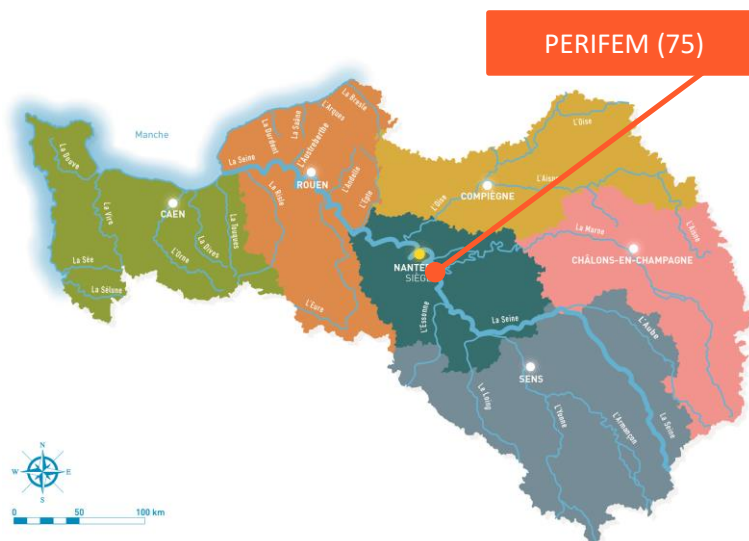 PERIFEM (75)
Manche
La Bresle
L'Arques
La Saâne
La Durdent
L'Austreberthe
La Seine
ROUEN
L'Andelle
L'Epte
La Risle
L'Eure
La Douve
La Vire
CAEN
La Touques
La Dives
L'Orne
La Sée
La Sélune
L'Oise
L'Aisne
COMPIÈGNE
L'Oise
L'Aisne
La Marne
CHÂLONS-EN-CHAMPAGNE
SIÈGE
L'Essonne
La Seine
L'Aube
SENS
Le Loing
L'Yonne
L'Armançon
La Seine
N
W
E
S
0 50 100 km